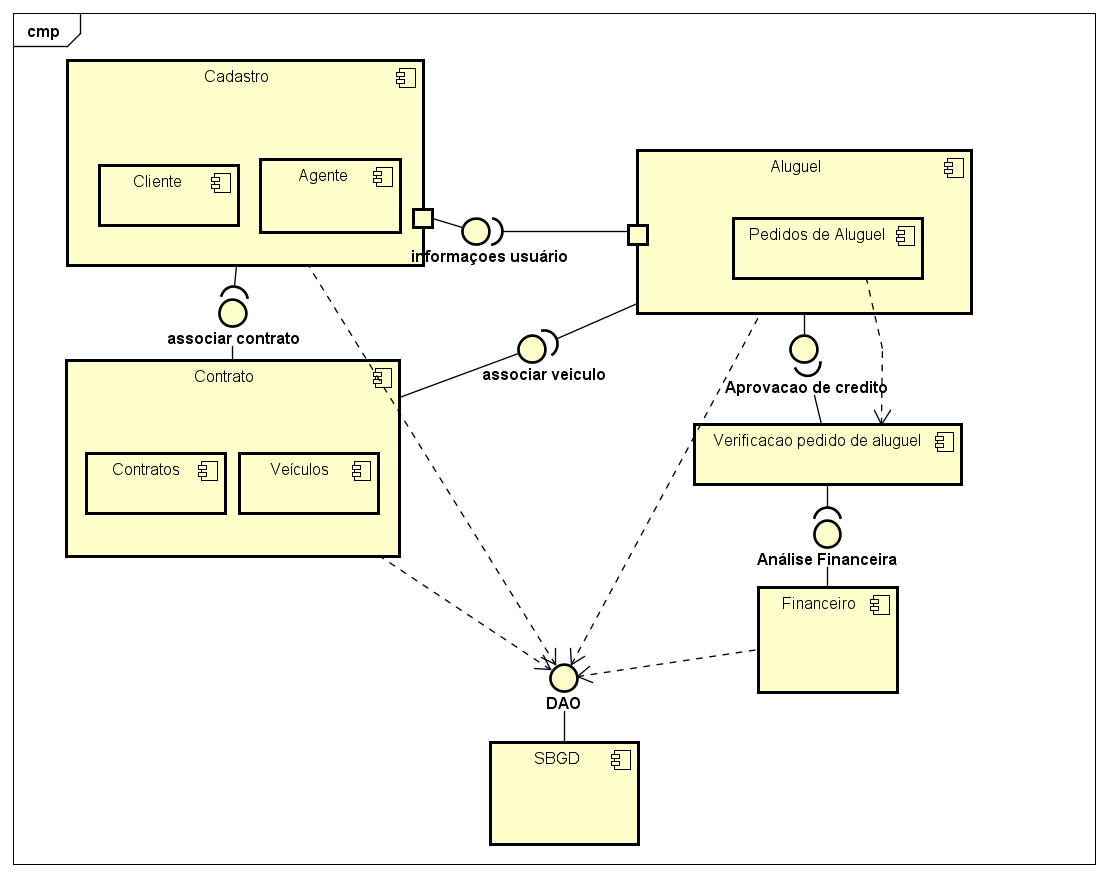 cmp
Cadastro
Cliente
Agente
Aluguel
Pedidos de Aluguel
informaçoes usuário
associar contrato
associar veiculo
Contrato
Aprovacao de credito
Contratos
Veículos
Verificacao pedido de aluguel
Análise Financeira
Financeiro
DAO
SBGD